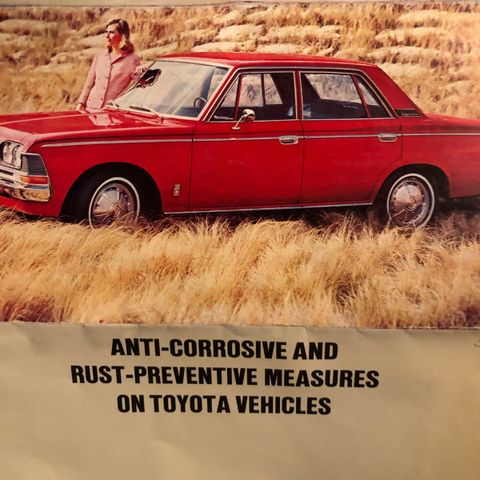 ANTI-CORROSIVE AND
RUST-PREVENTIVE MEASURES
ON TOYOTA VEHICLES